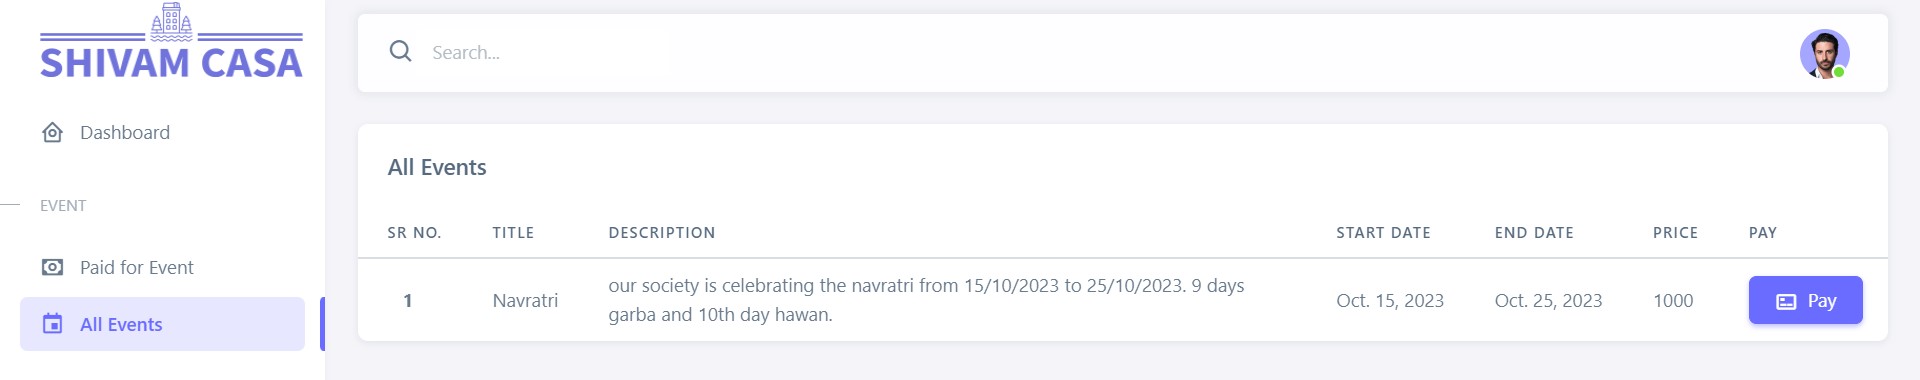 SHIVAM CASA
Search...
Dashboard
EVENT
Paid for Event
All Events
All Events
SR NO. TITLE DESCRIPTION START DATE END DATE PRICE PAY
1 Navratri our society is celebrating the navratri from 15/10/2023 to 25/10/2023. 9 days
garba and 10th day hawan. Oct. 15, 2023 Oct. 25, 2023 1000 Pay